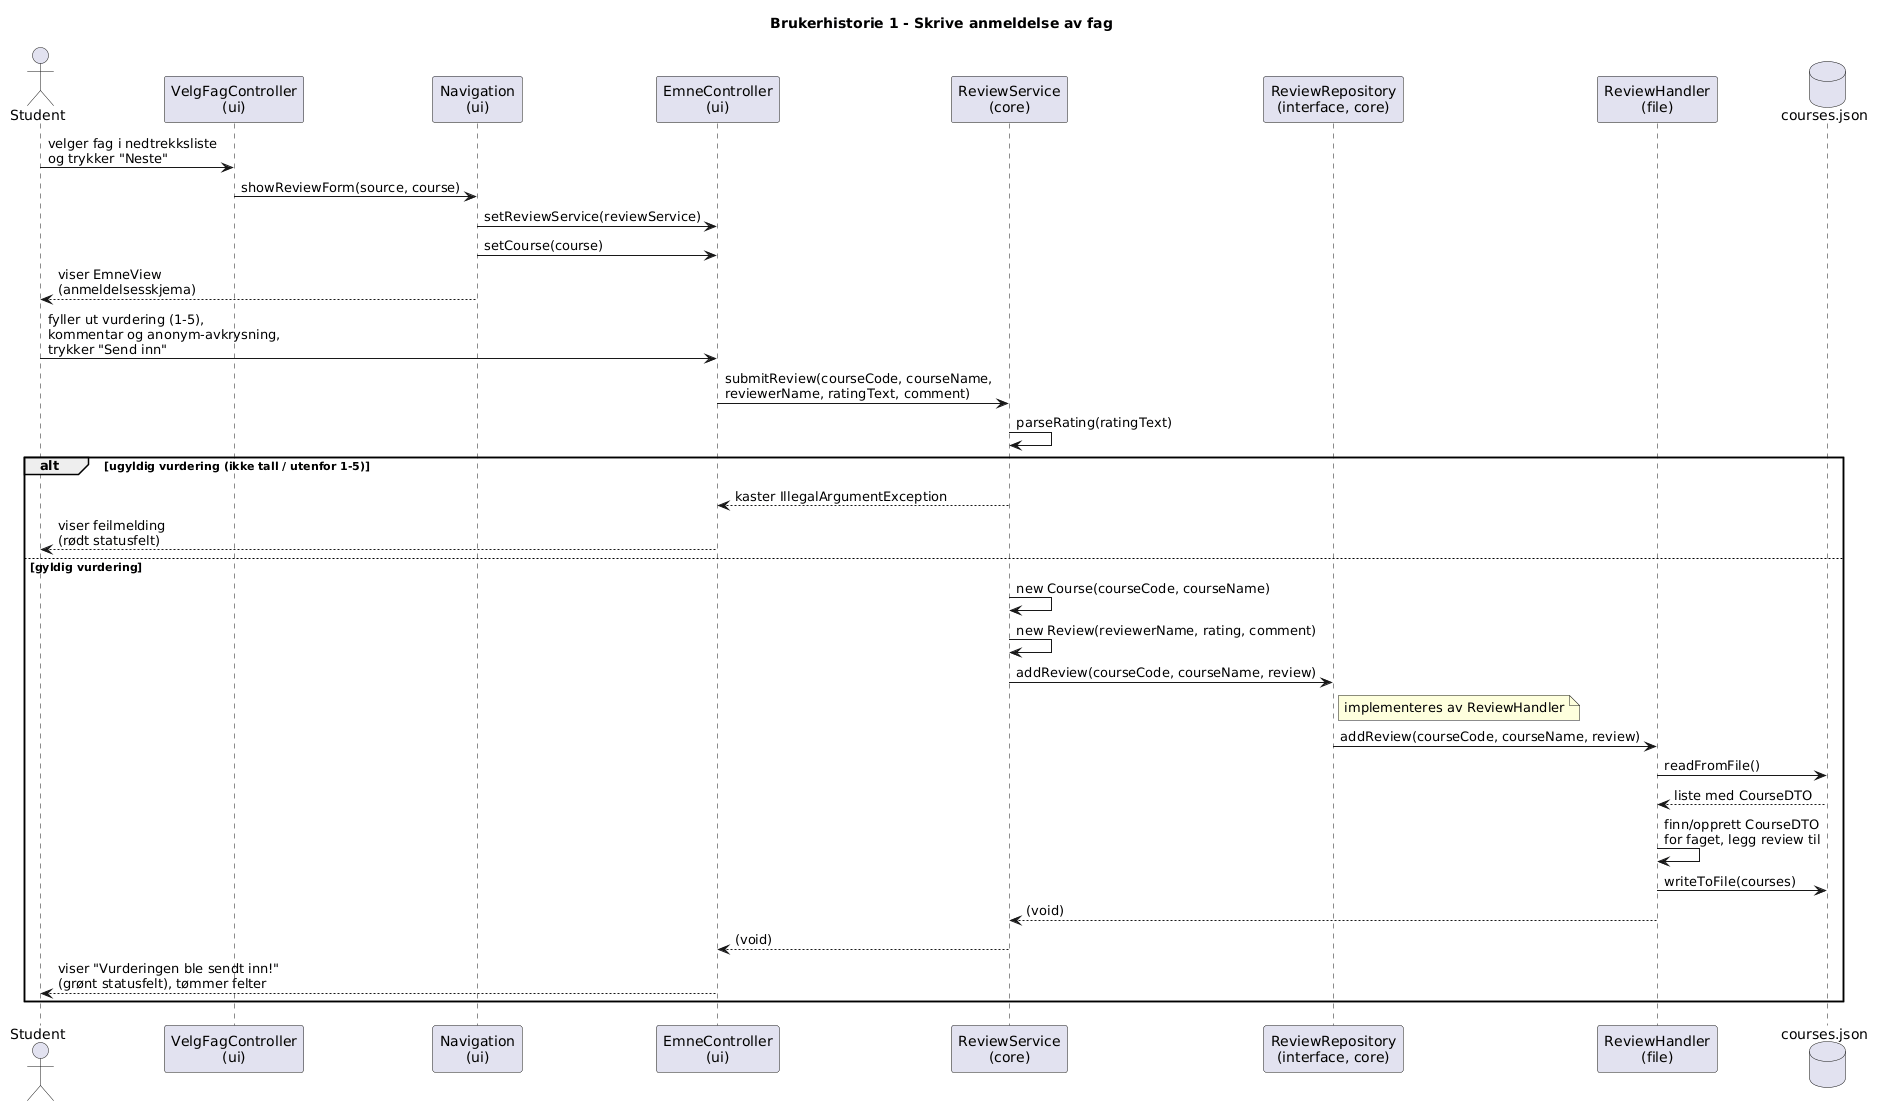 Brukerhistorie 1 - Skrive anmeldelse av fag
Student
VelgFagController
(ui)
Navigation
(ui)
EmneController
(ui)
ReviewService
(core)
ReviewRepository
(interface, core)
ReviewHandler
(file)
courses.json
velger fag i nedtrekksliste
og trykker "Neste"
showReviewForm(source, course)
setReviewService(reviewService)
setCourse(course)
viser EmneView
(anmeldelsesskjema)
fyller ut vurdering (1-5),
kommentar og anonym-avkrysning,
trykker "Send inn"
submitReview(courseCode, courseName,
reviewerName, ratingText, comment)
parseRating(ratingText)
alt
[ugyldig vurdering (ikke tall / utenfor 1-5)]
kaster IllegalArgumentException
viser feilmelding
(rødt statusfelt)
[gyldig vurdering]
new Course(courseCode, courseName)
new Review(reviewerName, rating, comment)
addReview(courseCode, courseName, review)
implementeres av ReviewHandler
addReview(courseCode, courseName, review)
readFromFile()
liste med CourseDTO
finn/opprett CourseDTO
for faget, legg review til
writeToFile(courses)
(void)
(void)
viser "Vurderingen ble sendt inn!"
(grønt statusfelt), tømmer felter
Student
VelgFagController
(ui)
Navigation
(ui)
EmneController
(ui)
ReviewService
(core)
ReviewRepository
(interface, core)
ReviewHandler
(file)
courses.json